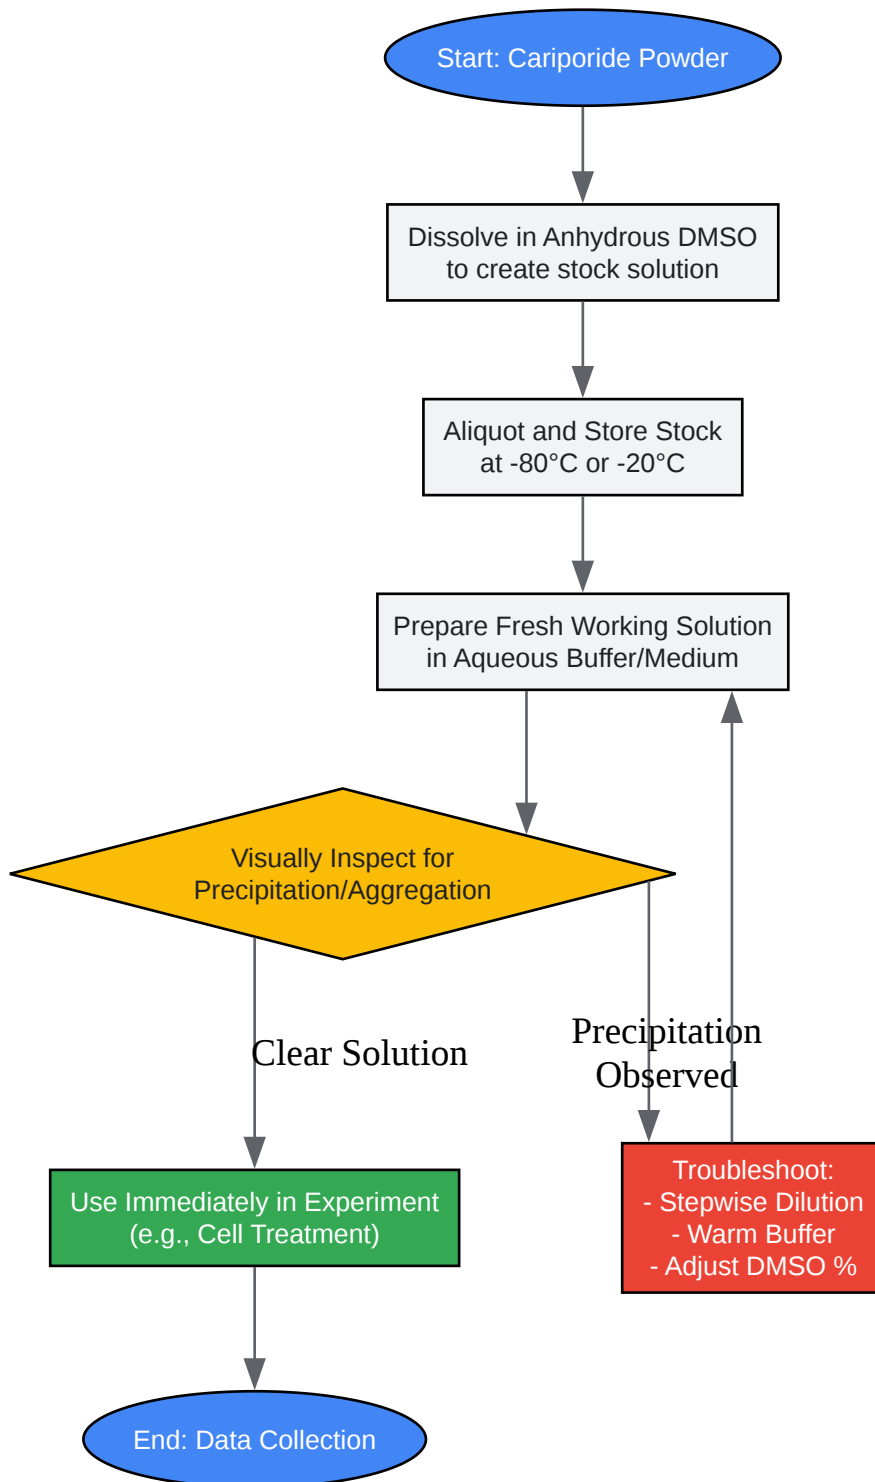 Start: Cariporide Powder
Dissolve in Anhydrous DMSO
to create stock solution
Aliquot and Store Stock
at -80°C or -20°C
Prepare Fresh Working Solution
in Aqueous Buffer/Medium
Visually Inspect for
Precipitation/Aggregation
Clear Solution
Precipitation
Observed
Use Immediately in Experiment
(e.g., Cell Treatment)
Troubleshoot:
- Stepwise Dilution
- Warm Buffer
- Adjust DMSO %
End: Data Collection